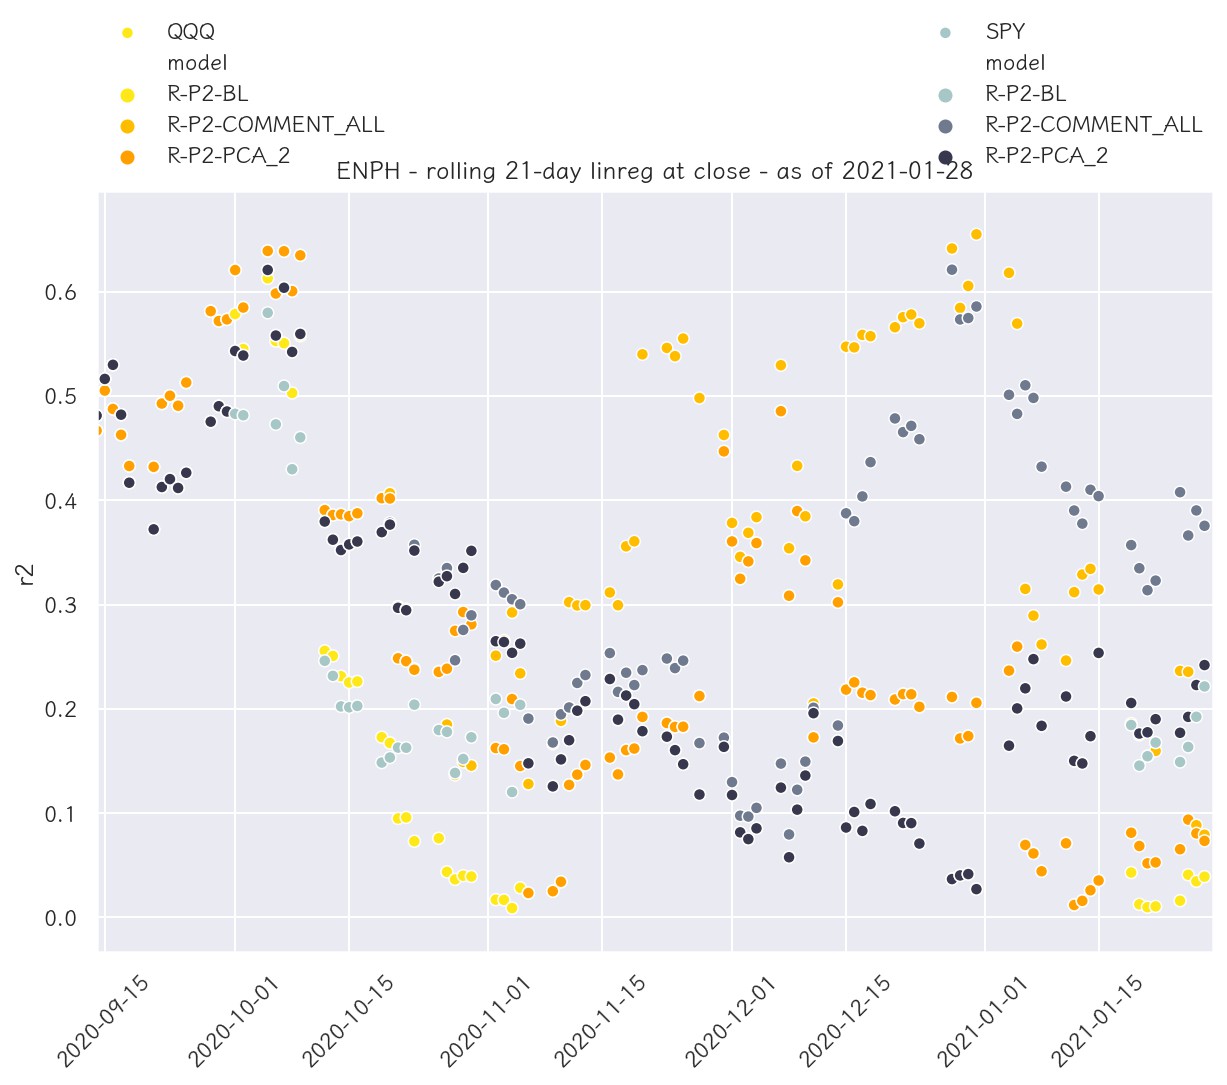 QQQ
model
R-P2-BL
R-P2-COMMENT_ALL
R-P2-PCA_2
SPY
model
R-P2-BL
R-P2-COMMENT_ALL
R-P2-PCA_2
ENPH - rolling 21-day linreg at close - as of 2021-01-28
r2
0.6
0.5
0.4
0.3
0.2
0.1
0.0
2020-09-15
2020-10-01
2020-10-15
2020-11-01
2020-11-15
2020-12-01
2020-12-15
2021-01-01
2021-01-15